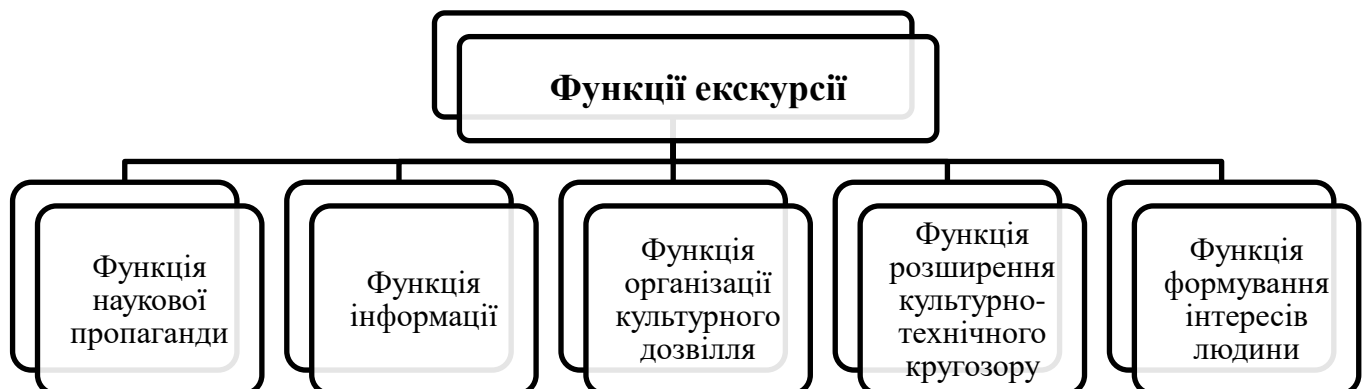 Функції екскурсії
Функція
наукової
пропаганди
Функція
інформації
Функція
організації
культурного
дозвілля
Функція
розширення
культурно-
технічного
кругозору
Функція
формування
інтересів
людини